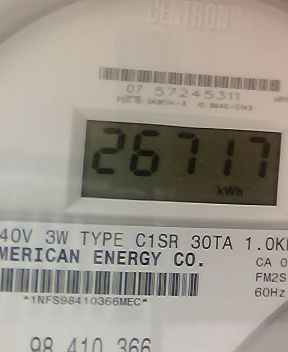 CENTRON®
07 57245311
26717
kWh
40V 3W TYPE C1SR 30TA 1.0K
MERICAN ENERGY CO.
CA 0
FM2S
60Hz
*1NFS98410366MEC*
98 410 366